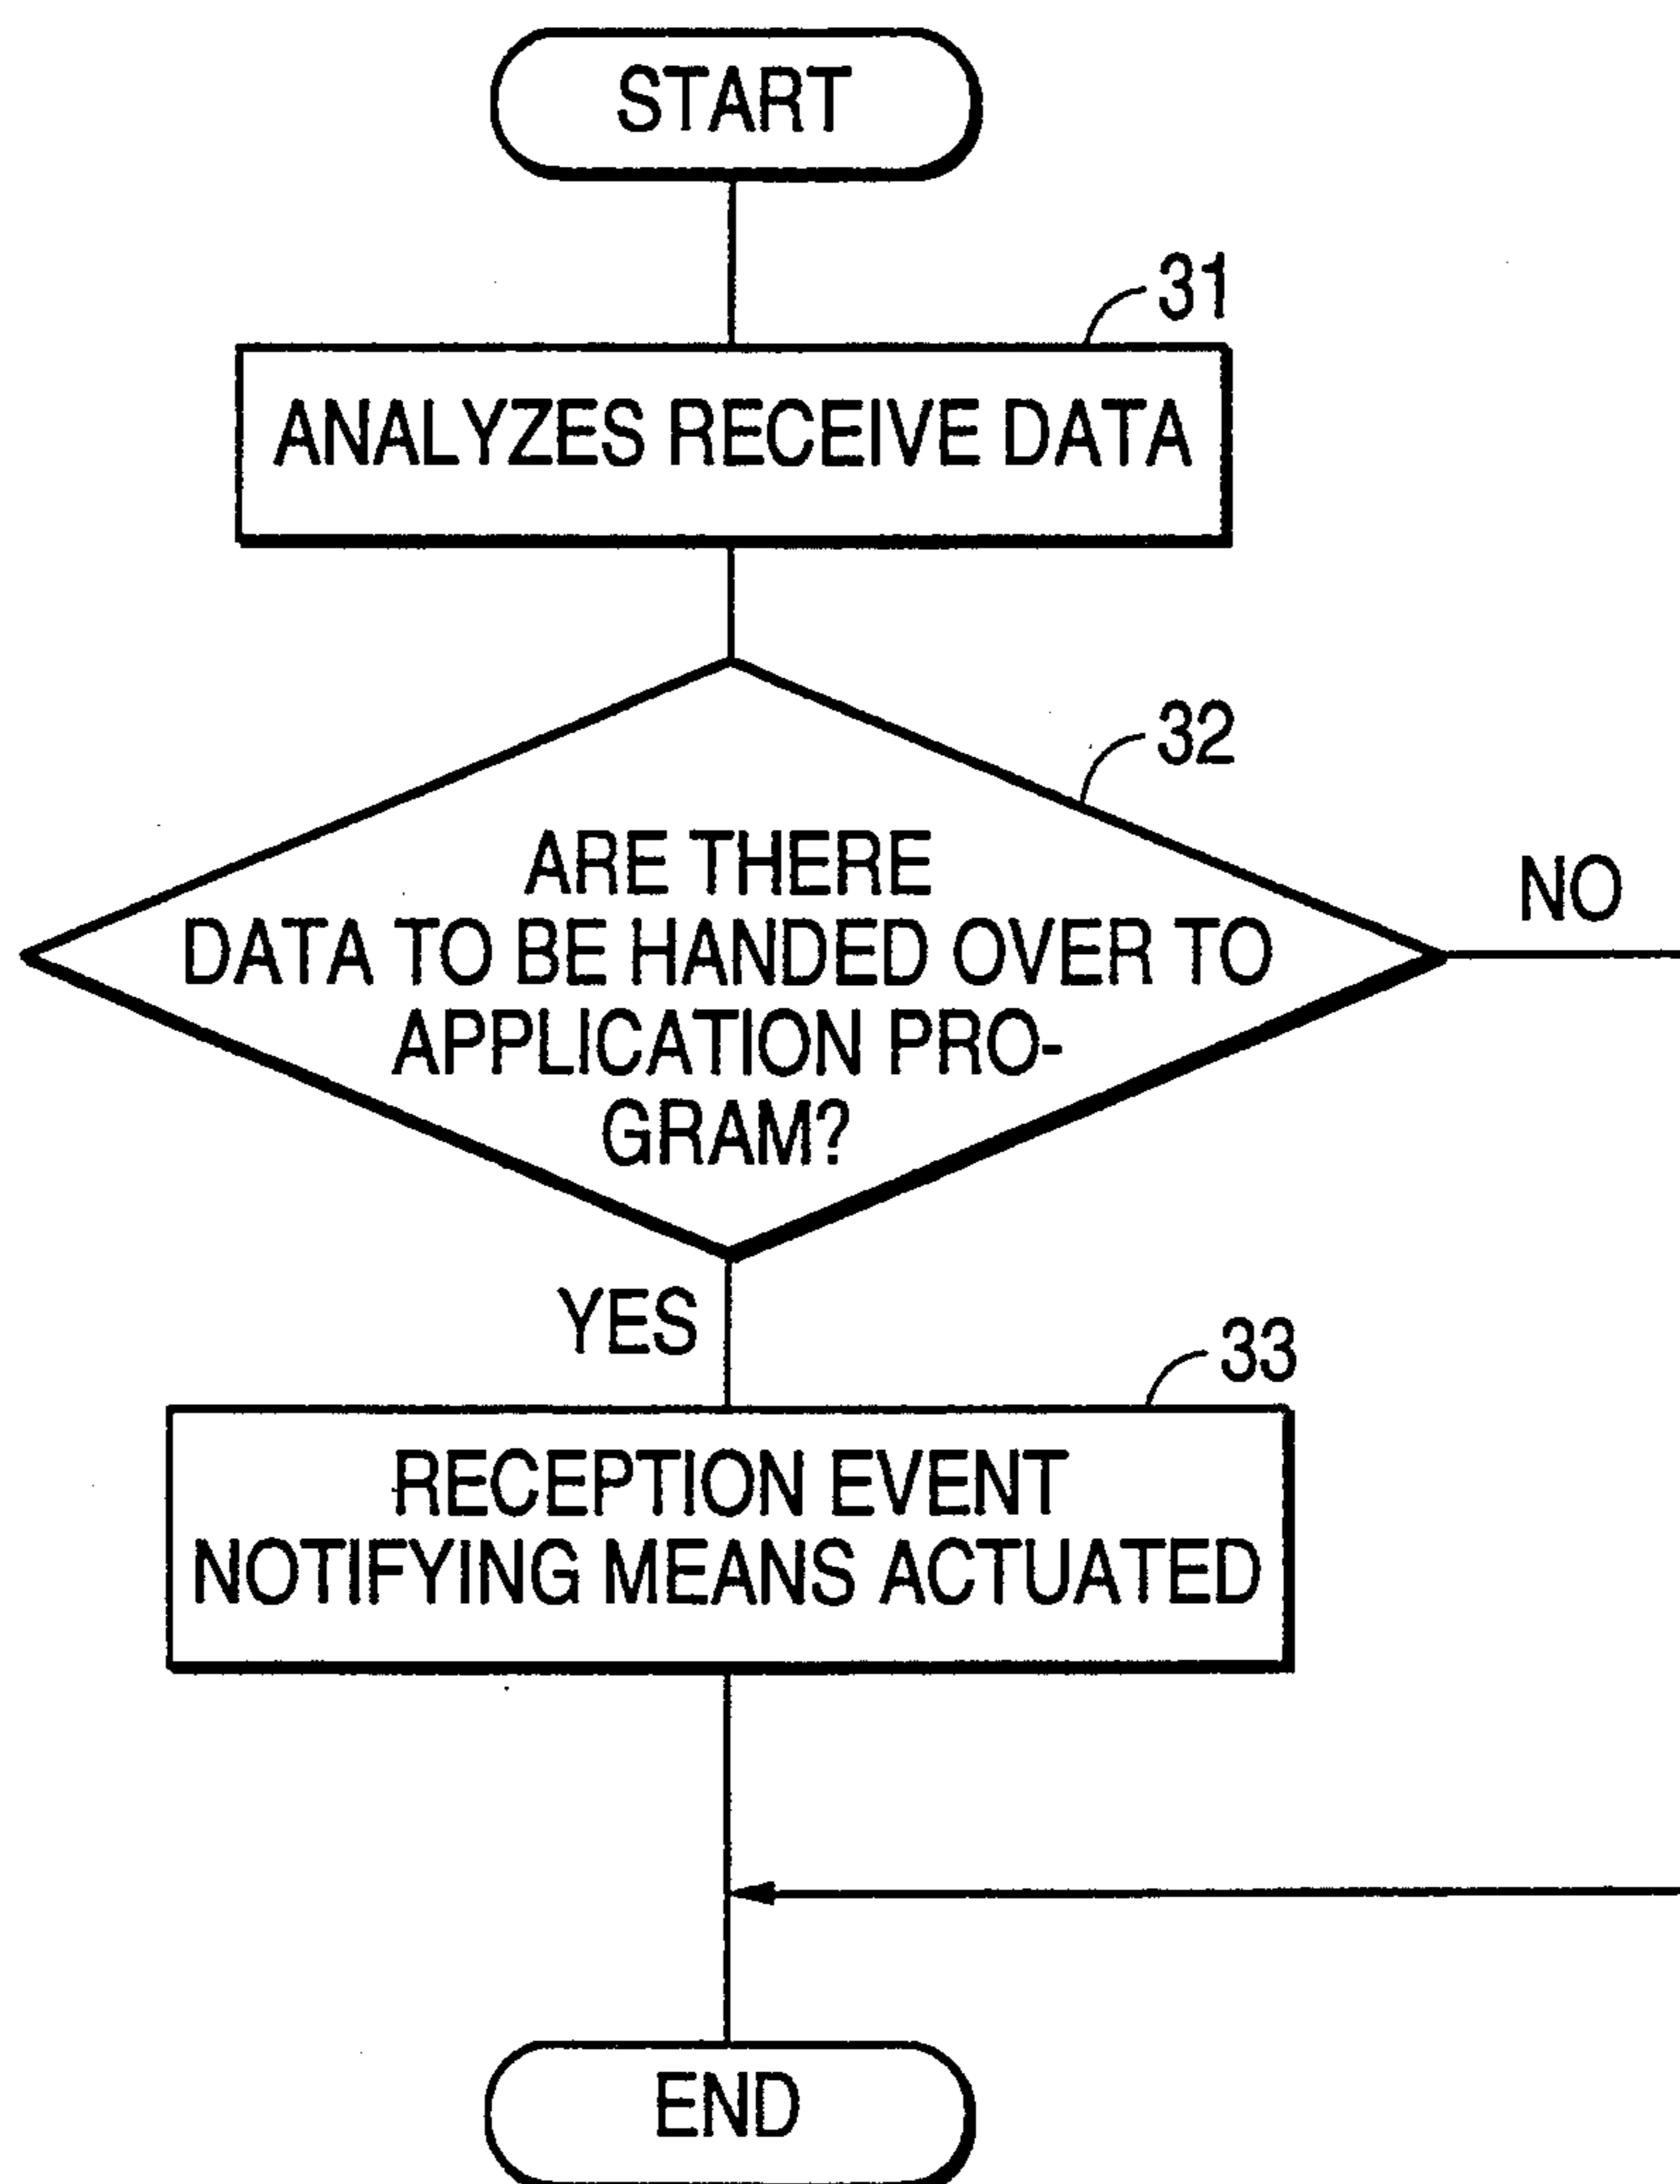 START
31
ANALYZES RECEIVE DATA
32
ARE THERE
DATA TO BE HANDED OVER TO
APPLICATION PRO-
GRAM?
NO
YES
33
RECEPTION EVENT
NOTIFYING MEANS ACTUATED
END